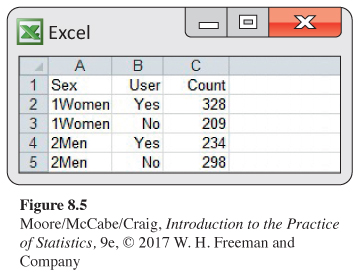 Excel
A B C
1 Sex User Count
2 1Women Yes 328
3 1Women No 209
4 2Men Yes 234
5 2Men No 298
Figure 8.5
Moore/McCabe/Craig, Introduction to the Practice
of Statistics, 9e, © 2017 W. H. Freeman and
Company